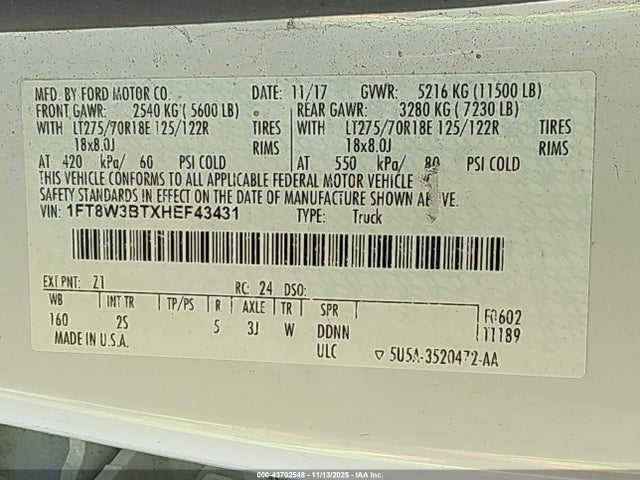 MFD. BY FORD MOTOR CO. DATE: 11/17 GVWR: 5216 KG (11500 LB)
FRONT GAWR: 2540 KG (5600 LB) REAR GAWR: 3280 KG (7230 LB)
WITH LT275/70R18E 125/122R TIRES WITH LT275/70R18E 125/122R TIRES
18x8.0J RIMS 18x8.0J RIMS
AT 420 kPa/ 60 PSI COLD AT 550 kPa/ 80 PSI COLD
THIS VEHICLE CONFORMS TO ALL APPLICABLE FEDERAL MOTOR VEHICLE
SAFETY STANDARDS IN EFFECT ON THE DATE OF MANUFACTURE SHOWN ABOVE.
VIN: 1FT8W3BTXHEF43431 TYPE: Truck
EXT PNT: Z1 RC: 24 DSO:
WB INT TR TP/PS R AXLE TR SPR F0602
160 2S 5 3J W DDNN 11189
MADE IN U.S.A. ULC ▽ 5U5A-3520472-AA
000-43702548 - 11/13/2025 - IAA Inc.